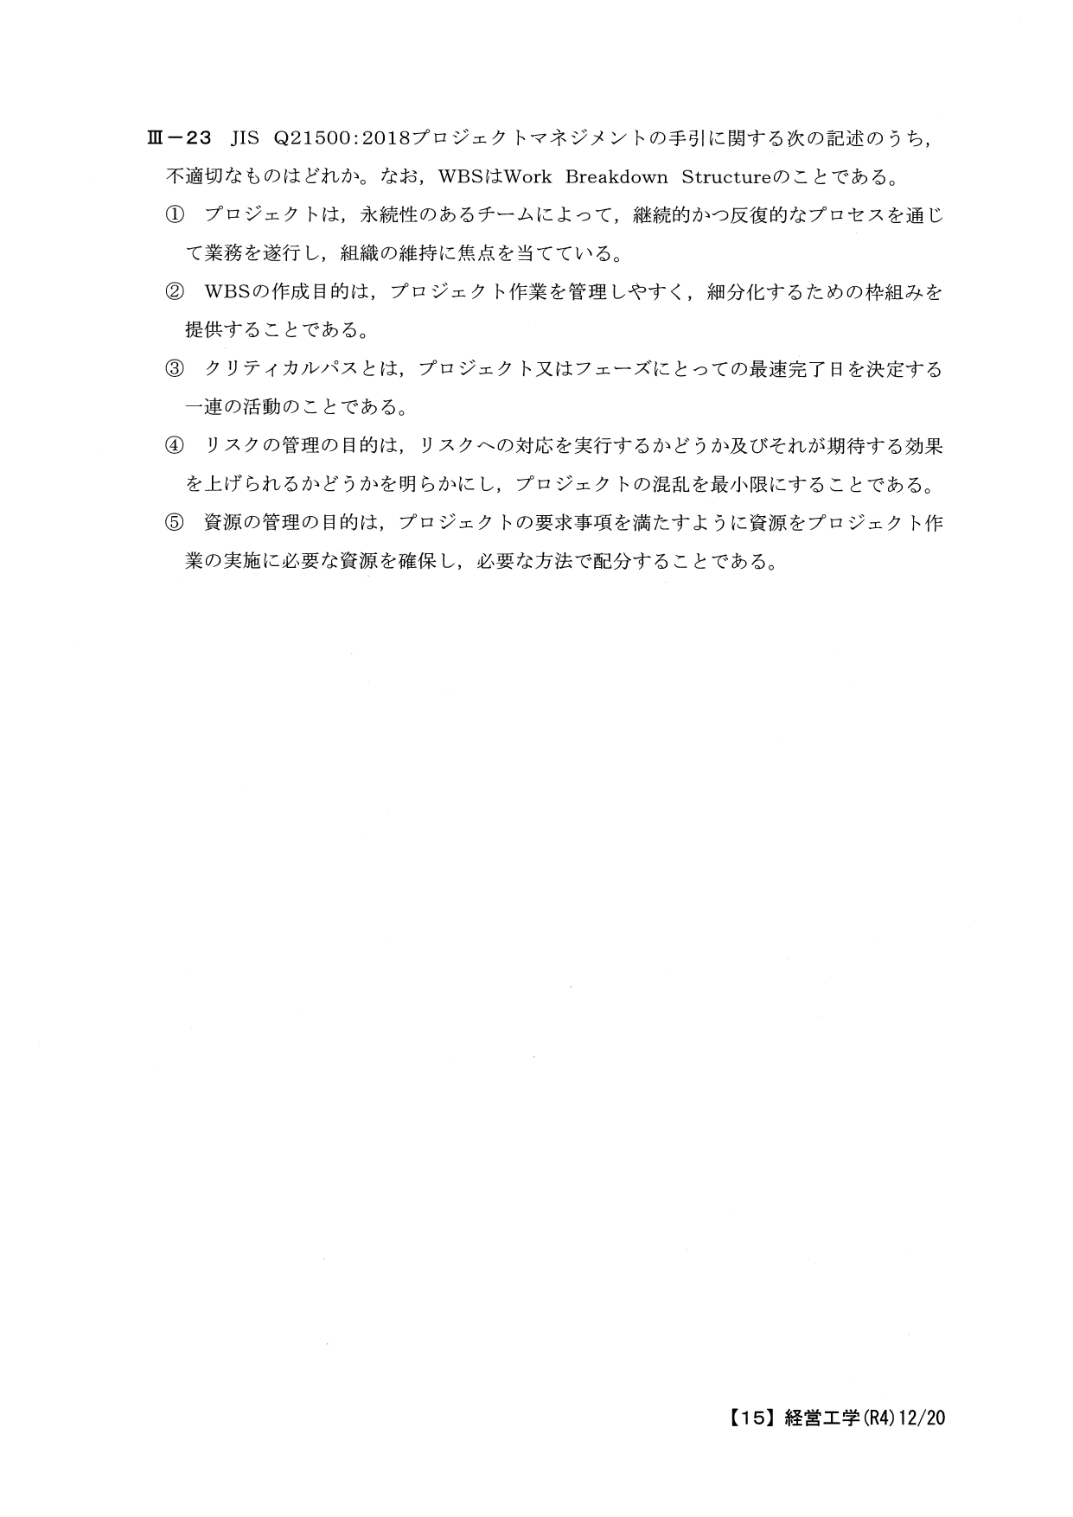 Ⅲ－23 JIS Q21500:2018プロジェクトマネジメントの手引に関する次の記述のうち，
不適切なものはどれか。なお，WBSはWork Breakdown Structureのことである。
① プロジェクトは，永続性のあるチームによって，継続的かつ反復的なプロセスを通じ
て業務を遂行し，組織の維持に焦点を当てている。
② WBSの作成目的は，プロジェクト作業を管理しやすく，細分化するための枠組みを
提供することである。
③ クリティカルパスとは，プロジェクト又はフェーズにとっての最速完了日を決定する
一連の活動のことである。
④ リスクの管理の目的は，リスクへの対応を実行するかどうか及びそれが期待する効果
を上げられるかどうかを明らかにし，プロジェクトの混乱を最小限にすることである。
⑤ 資源の管理の目的は，プロジェクトの要求事項を満たすように資源をプロジェクト作
業の実施に必要な資源を確保し，必要な方法で配分することである。
【15】経営工学(R4)12/20